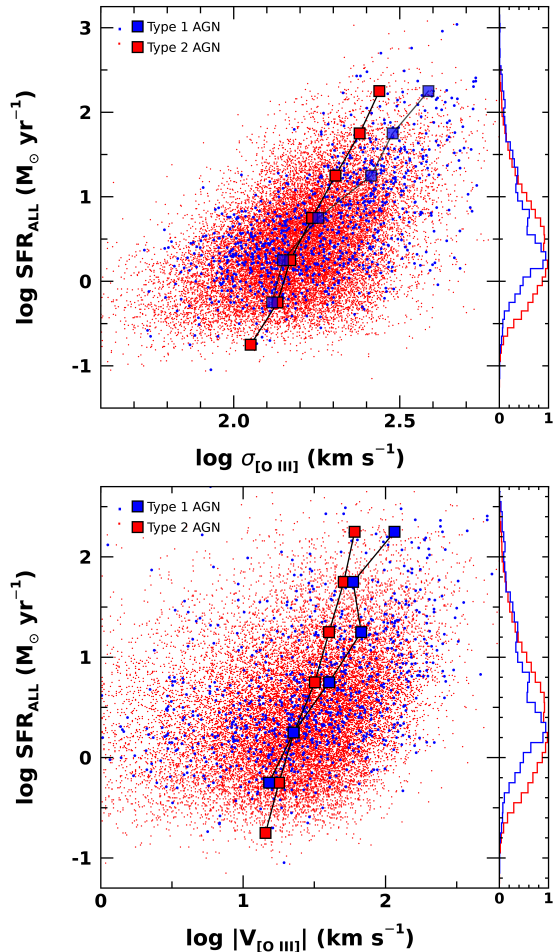 Type 1 AGN
Type 2 AGN
3
2
1
0
-1
log SFR_ALL (M⊙ yr⁻¹)
2.0 2.5 0 1
log σ_[O III] (km s⁻¹)
Type 1 AGN
Type 2 AGN
2
1
0
-1
log SFR_ALL (M⊙ yr⁻¹)
0 1 2 0 1
log |V_[O III]| (km s⁻¹)